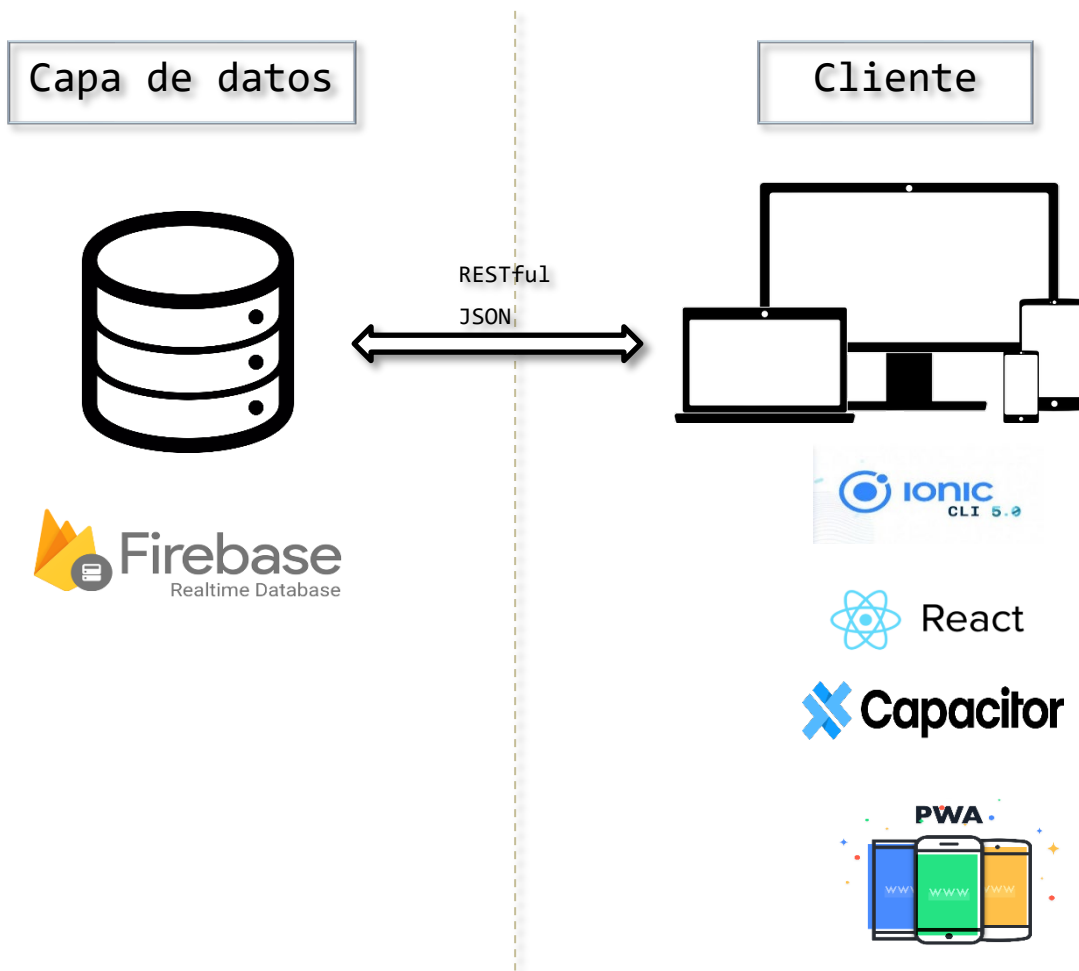 Capa de datos
Cliente
RESTful
JSON
IONIC
CLI 5.0
Firebase
Realtime Database
React
Capacitor
PWA
www
www
www